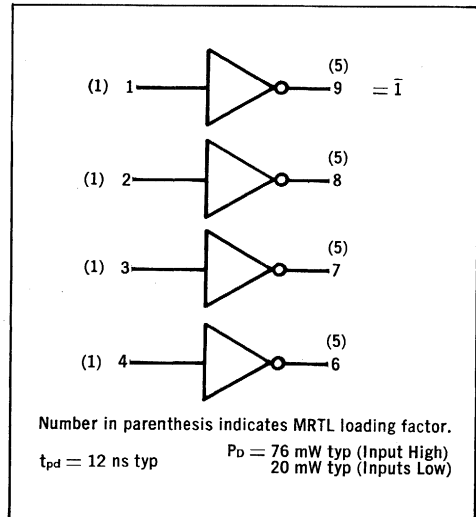 (5)
(1) 1 9 = 1̄
(5)
(1) 2 8
(5)
(1) 3 7
(5)
(1) 4 6
Number in parenthesis indicates MRTL loading factor.
tpd = 12 ns typ PD = 76 mW typ (Input High)
20 mW typ (Inputs Low)